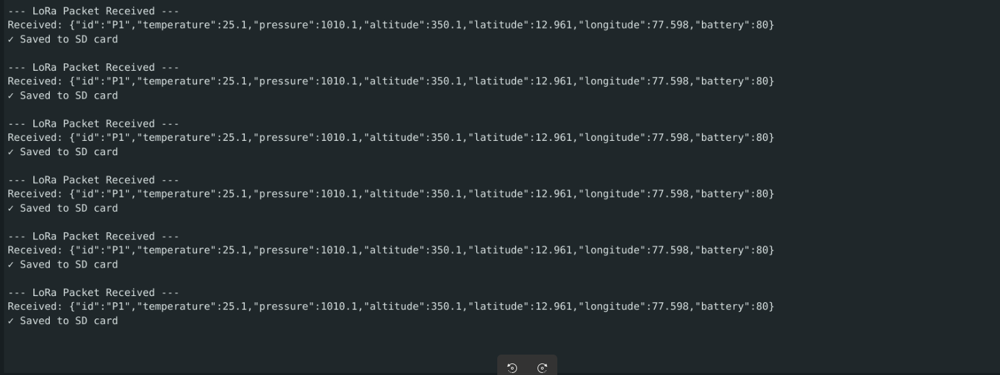 --- LoRa Packet Received ---
Received: {"id":"P1","temperature":25.1,"pressure":1010.1,"altitude":350.1,"latitude":12.961,"longitude":77.598,"battery":80}
✓ Saved to SD card
--- LoRa Packet Received ---
Received: {"id":"P1","temperature":25.1,"pressure":1010.1,"altitude":350.1,"latitude":12.961,"longitude":77.598,"battery":80}
✓ Saved to SD card
--- LoRa Packet Received ---
Received: {"id":"P1","temperature":25.1,"pressure":1010.1,"altitude":350.1,"latitude":12.961,"longitude":77.598,"battery":80}
✓ Saved to SD card
--- LoRa Packet Received ---
Received: {"id":"P1","temperature":25.1,"pressure":1010.1,"altitude":350.1,"latitude":12.961,"longitude":77.598,"battery":80}
✓ Saved to SD card
--- LoRa Packet Received ---
Received: {"id":"P1","temperature":25.1,"pressure":1010.1,"altitude":350.1,"latitude":12.961,"longitude":77.598,"battery":80}
✓ Saved to SD card
--- LoRa Packet Received ---
Received: {"id":"P1","temperature":25.1,"pressure":1010.1,"altitude":350.1,"latitude":12.961,"longitude":77.598,"battery":80}
✓ Saved to SD card